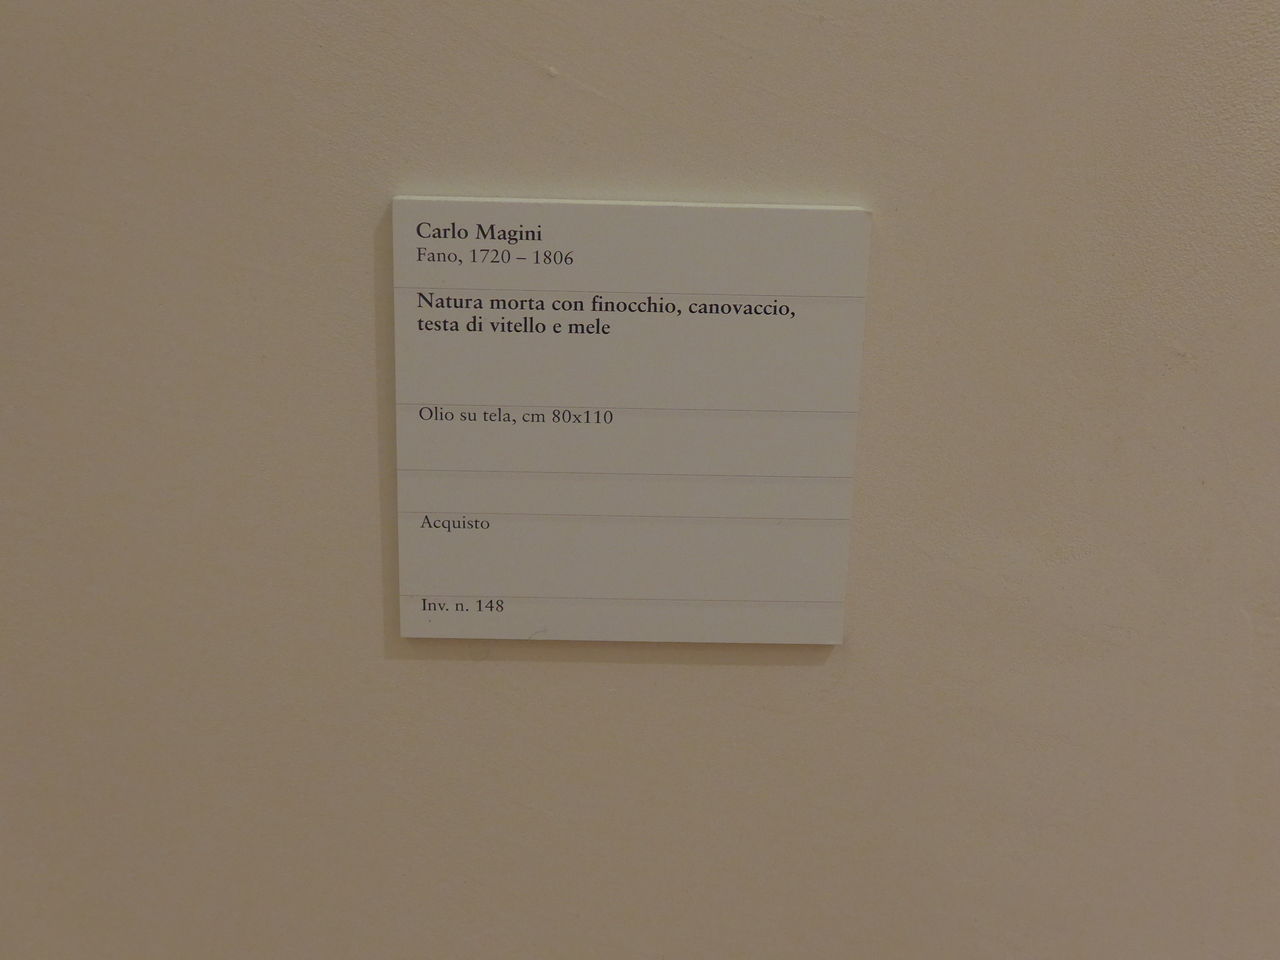 Carlo Magini
Fano, 1720 – 1806
Natura morta con finocchio, canovaccio,
testa di vitello e mele
Olio su tela, cm 80x110
Acquisto
Inv. n. 148